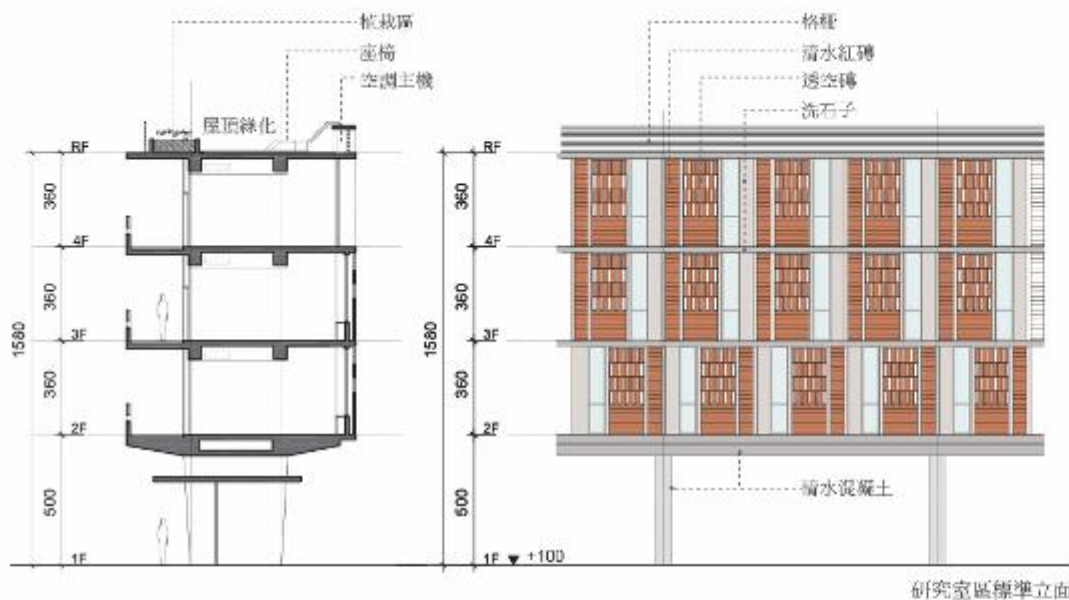 植栽區
座椅
空調主機
屋頂綠化
RF
360
4F
360
3F
360
2F
500
1F
1580
格柵
清水紅磚
透空磚
洗石子
RF
360
4F
360
3F
360
2F
500
1F
1580
+100
清水混凝土
研究室區標準立面